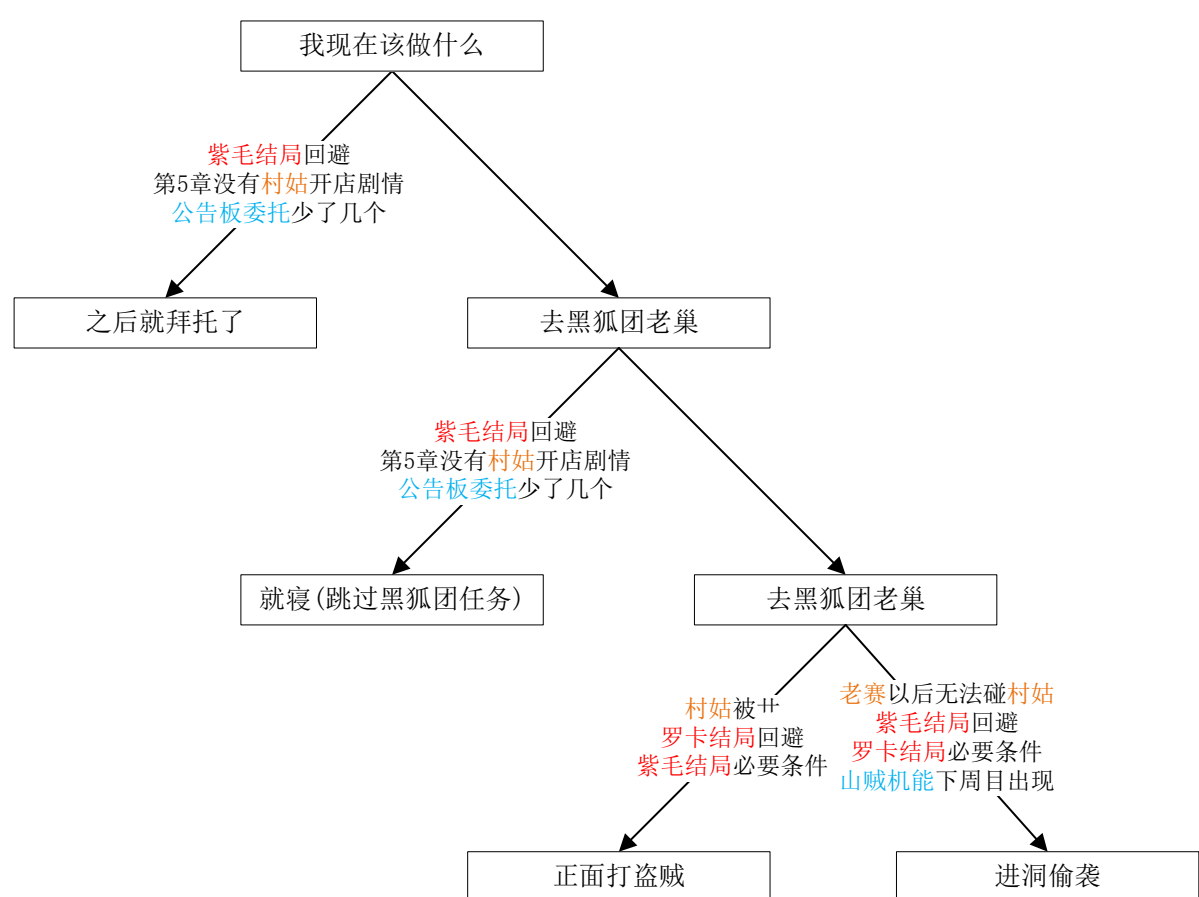 我现在该做什么
紫毛结局回避
第5章没有村姑开店剧情
公告板委托少了几个
之后就拜托了
去黑狐团老巢
紫毛结局回避
第5章没有村姑开店剧情
公告板委托少了几个
就寝(跳过黑狐团任务)
去黑狐团老巢
村姑被艹
罗卡结局回避
紫毛结局必要条件
老赛以后无法碰村姑
紫毛结局回避
罗卡结局必要条件
山贼机能下周目出现
正面打盗贼
进洞偷袭